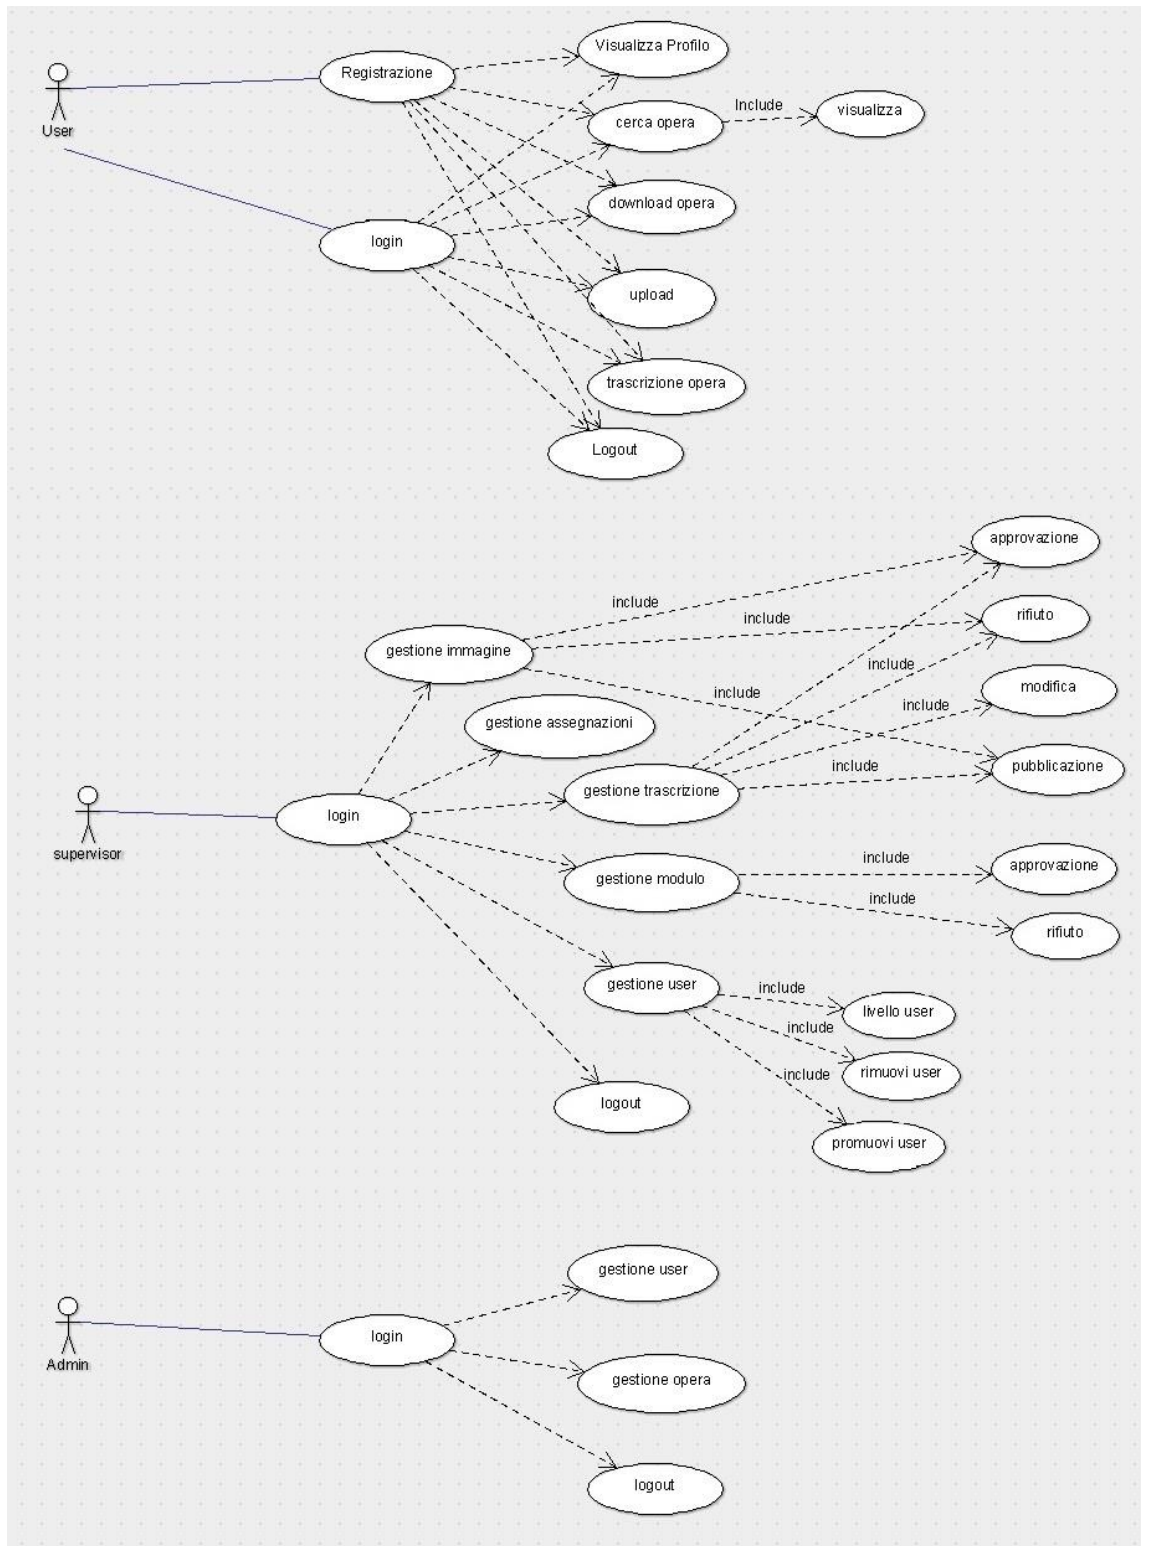 Visualizza Profilo
Registrazione
User
cerca opera
Include
visualizza
download opera
login
upload
trascrizione opera
Logout
approvazione
include
rifiuto
include
gestione immagine
include
modifica
include
include
gestione assegnazioni
pubblicazione
include
gestione trascrizione
login
supervisor
include
approvazione
gestione modulo
include
rifiuto
gestione user
include
livello user
include
rimuovi user
include
logout
promuovi user
gestione user
login
Admin
gestione opera
logout